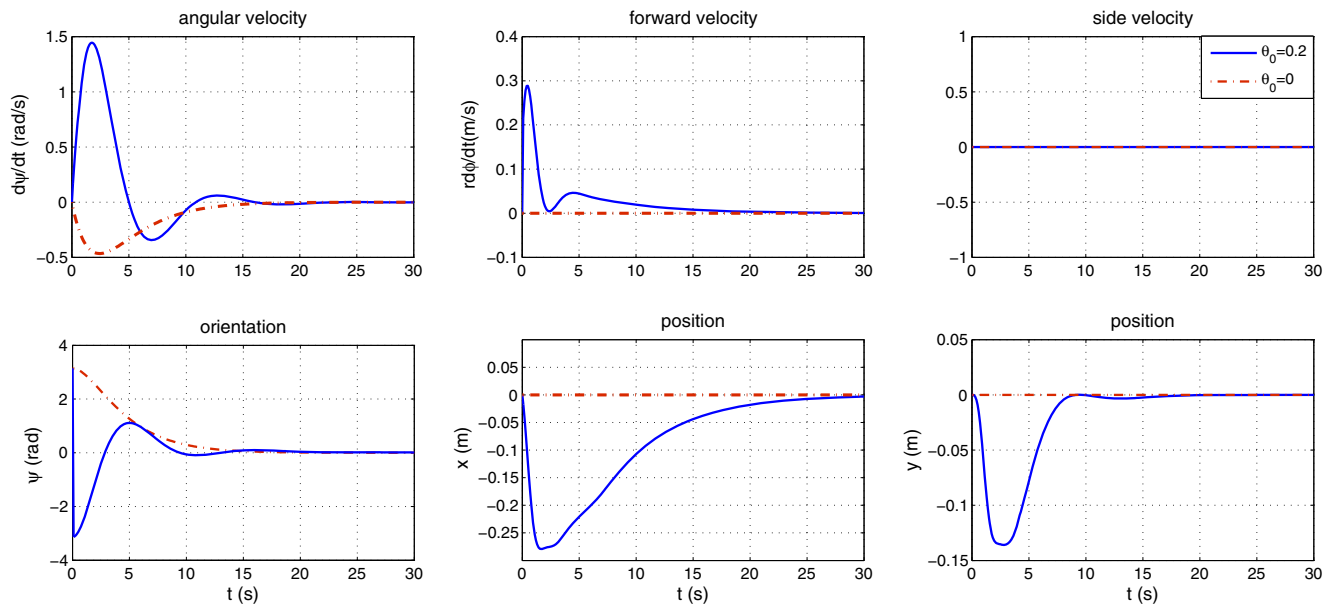 angular velocity
dψ/dt (rad/s)
1.5
1
0.5
0
−0.5
0 5 10 15 20 25 30
forward velocity
rdϕ/dt(m/s)
0.4
0.3
0.2
0.1
0
−0.1
0 5 10 15 20 25 30
side velocity
1
0.5
0
−0.5
−1
0 5 10 15 20 25 30
θ0=0.2
θ0=0
orientation
ψ (rad)
4
2
0
−2
−4
0 5 10 15 20 25 30
t (s)
position
x (m)
0.05
0
−0.05
−0.1
−0.15
−0.2
−0.25
0 5 10 15 20 25 30
t (s)
position
y (m)
0.05
0
−0.05
−0.1
−0.15
0 5 10 15 20 25 30
t (s)